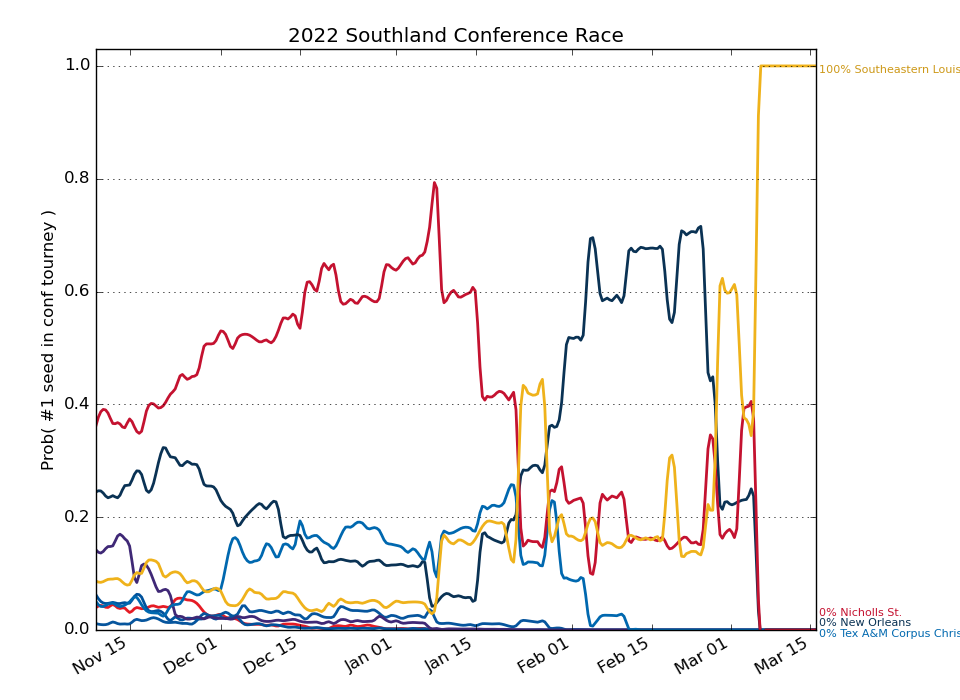 2022 Southland Conference Race
1.0
0.8
0.6
0.4
0.2
0.0
Prob( #1 seed in conf tourney )
Nov 15
Dec 01
Dec 15
Jan 01
Jan 15
Feb 01
Feb 15
Mar 01
Mar 15
100% Southeastern Louis
0% Nicholls St.
0% New Orleans
0% Tex A&M Corpus Chris